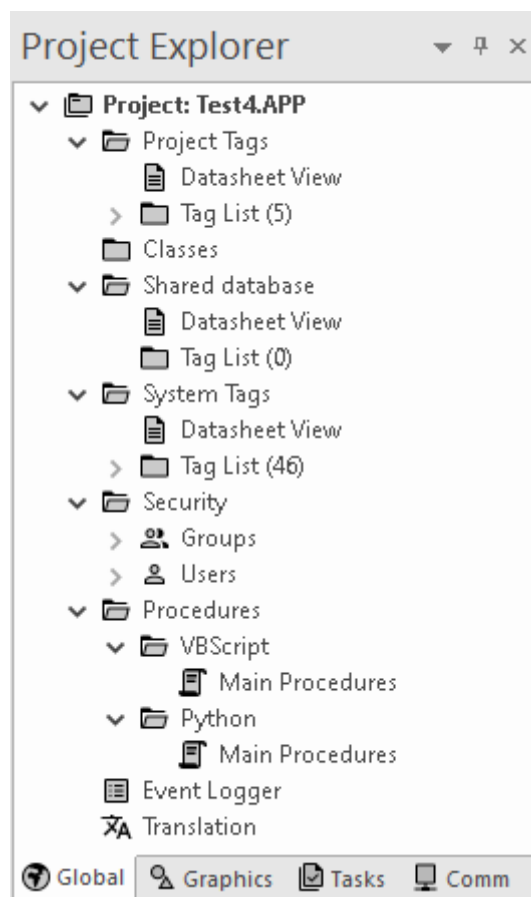 Project Explorer
Project: Test4.APP
Project Tags
Datasheet View
Tag List (5)
Classes
Shared database
Datasheet View
Tag List (0)
System Tags
Datasheet View
Tag List (46)
Security
Groups
Users
Procedures
VBScript
Main Procedures
Python
Main Procedures
Event Logger
Translation
Global Graphics Tasks Comm